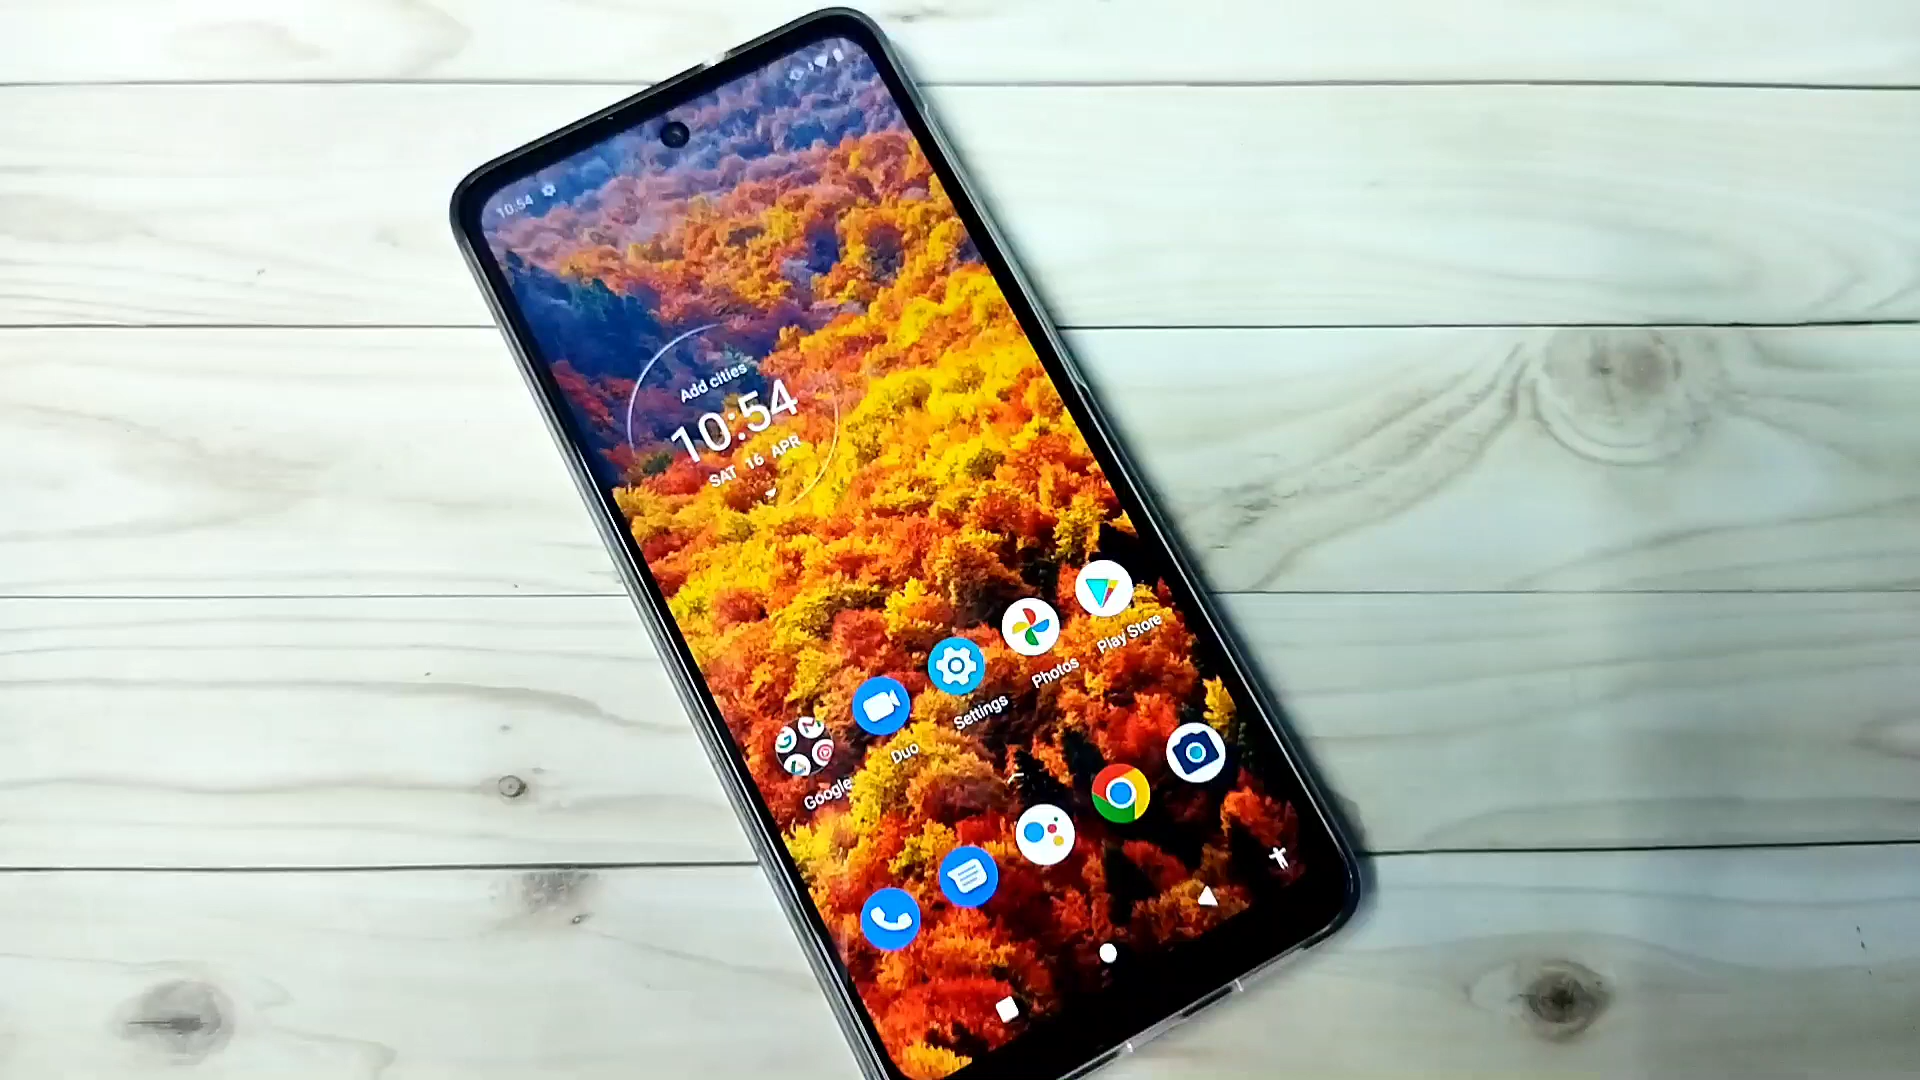 10:54
Add cities
10:54
SAT 16 APR
Google
Duo
Settings
Photos
Play Store